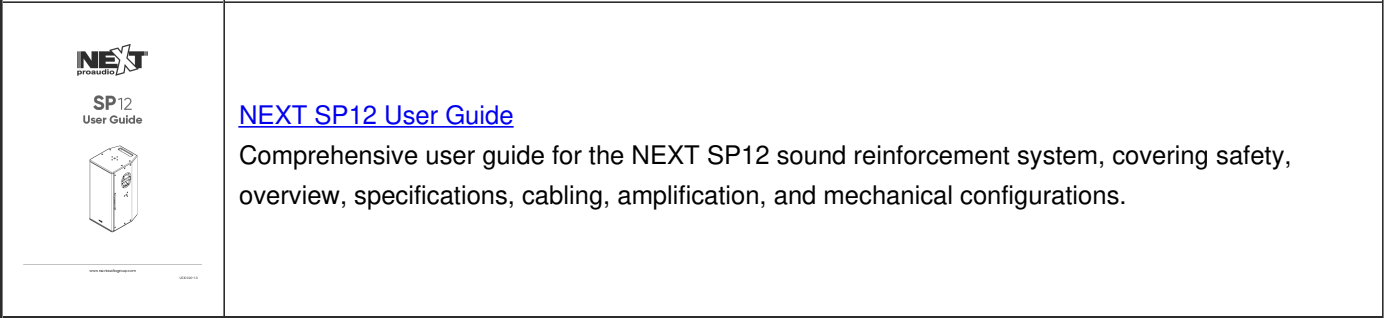 NEXT
proaudio
SP12
User Guide
NEXT SP12 User Guide
Comprehensive user guide for the NEXT SP12 sound reinforcement system, covering safety,
overview, specifications, cabling, amplification, and mechanical configurations.